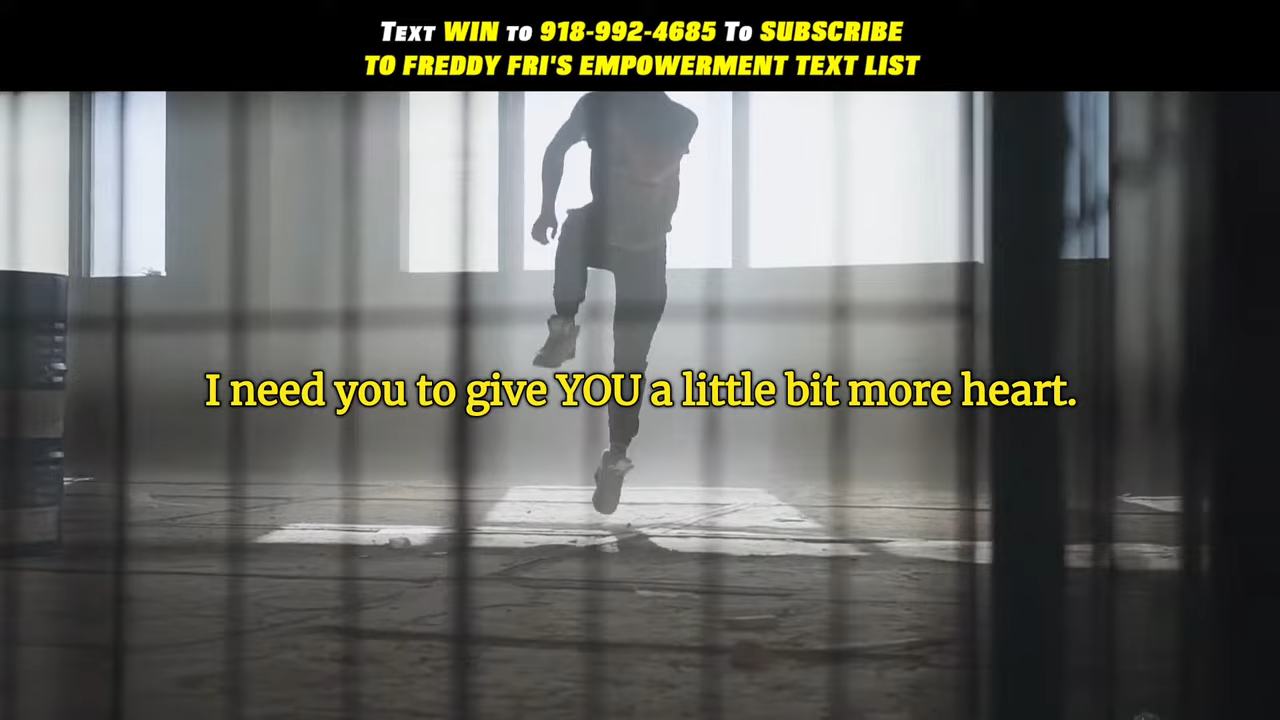 Text WIN to 918-992-4685 To SUBSCRIBE
TO FREDDY FRI'S EMPOWERMENT TEXT LIST
I need you to give YOU a little bit more heart.